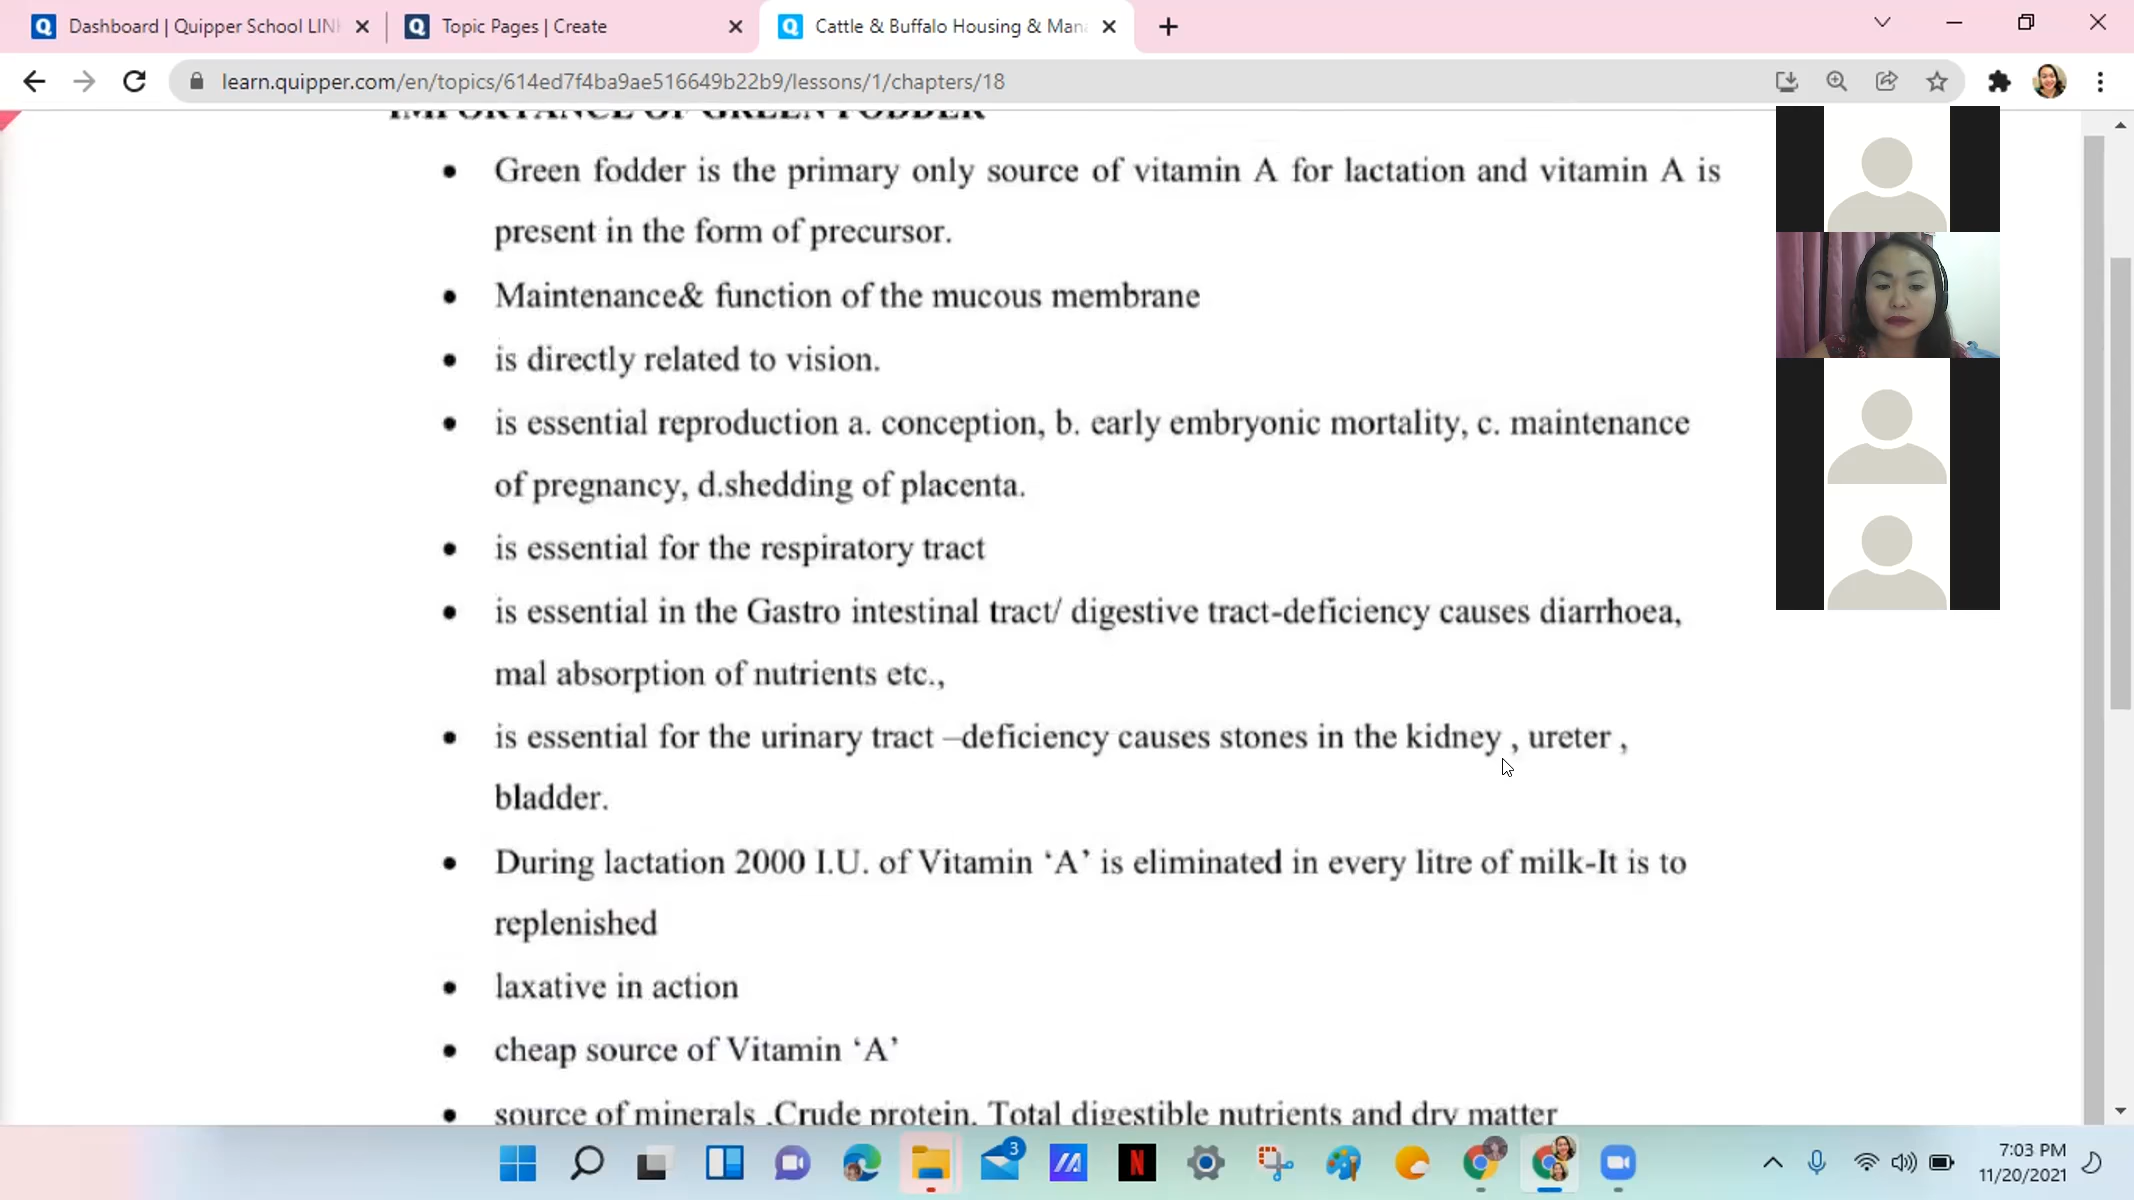 Dashboard | Quipper School LIN
Topic Pages | Create
Cattle & Buffalo Housing & Man
learn.quipper.com/en/topics/614ed7f4ba9ae516649b22b9/lessons/1/chapters/18
IMPORTANCE OF GREEN FODDER
• Green fodder is the primary only source of vitamin A for lactation and vitamin A is
present in the form of precursor.
• Maintenance& function of the mucous membrane
• is directly related to vision.
• is essential reproduction a. conception, b. early embryonic mortality, c. maintenance
of pregnancy, d.shedding of placenta.
• is essential for the respiratory tract
• is essential in the Gastro intestinal tract/ digestive tract-deficiency causes diarrhoea,
mal absorption of nutrients etc.,
• is essential for the urinary tract –deficiency causes stones in the kidney , ureter ,
bladder.
• During lactation 2000 I.U. of Vitamin ‘A’ is eliminated in every litre of milk-It is to
replenished
• laxative in action
• cheap source of Vitamin ‘A’
• source of minerals ,Crude protein, Total digestible nutrients and dry matter
3
N
7:03 PM
11/20/2021